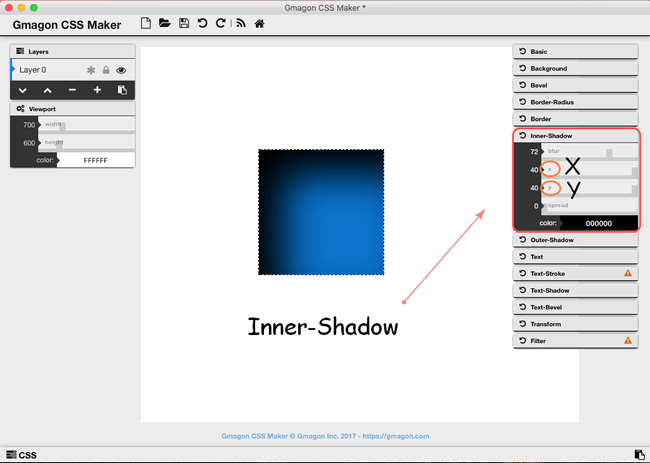 Gmagon CSS Maker *
Gmagon CSS Maker
Layers
Layer 0
Viewport
700 width
600 height
color: FFFFFF
Inner-Shadow
Basic
Background
Bevel
Border-Radius
Border
Inner-Shadow
72 blur
40 x X
40 y y
0 spread
color: 000000
Outer-Shadow
Text
Text-Stroke
Text-Shadow
Text-Bevel
Transform
Filter
Gmagon CSS Maker © Gmagon Inc. 2017 - https://gmagon.com
CSS